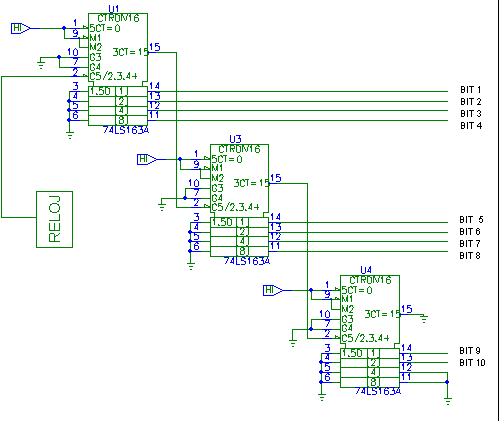 U1
CTRDIV16
HI
1
5CT=0
9
M1
M2
3CT=15
15
10
G3
7
G4
2
C5/2,3,4+
3
1,5D
1
14
BIT 1
4
2
13
BIT 2
5
4
12
BIT 3
6
8
11
BIT 4
74LS163A
U3
CTRDIV16
HI
1
5CT=0
9
M1
M2
3CT=15
15
10
G3
7
G4
2
C5/2,3,4+
RELOJ
3
1,5D
1
14
BIT 5
4
2
13
BIT 6
5
4
12
BIT 7
6
8
11
BIT 8
74LS163A
U4
CTRDIV16
HI
1
5CT=0
9
M1
M2
3CT=15
15
10
G3
7
G4
2
C5/2,3,4+
3
1,5D
1
14
BIT 9
4
2
13
BIT 10
5
4
12
6
8
11
74LS163A